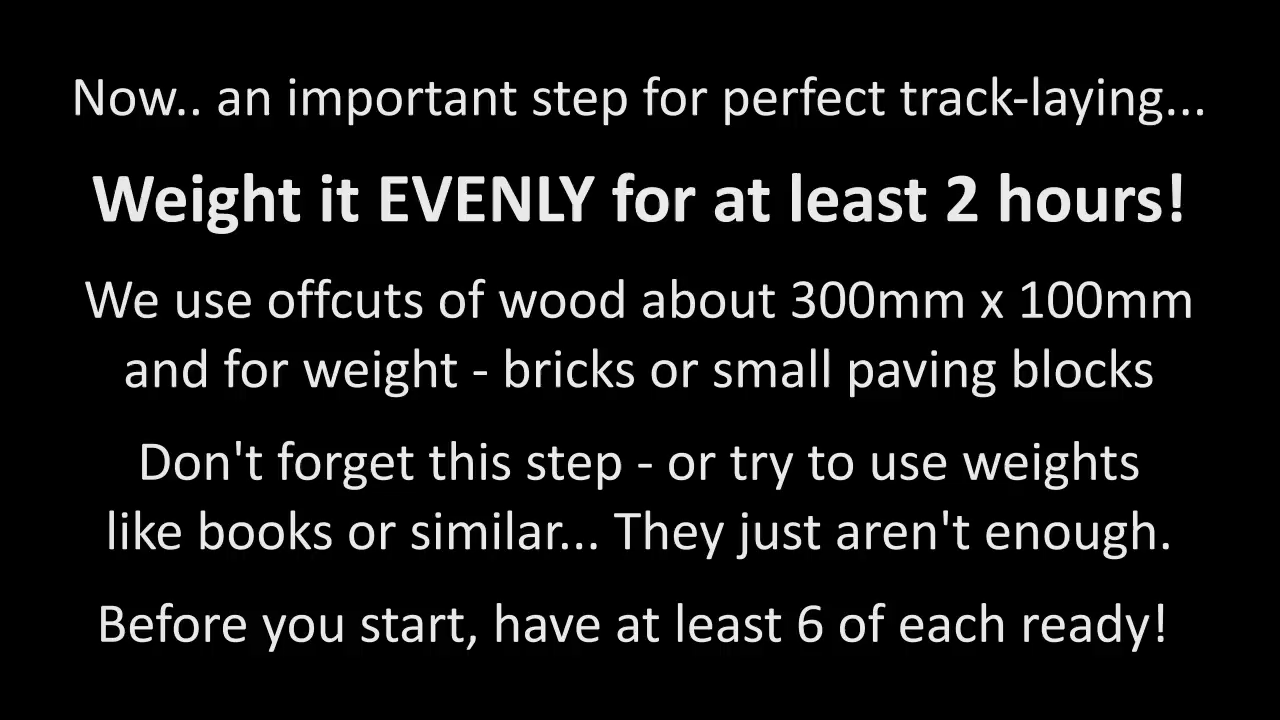 Now.. an important step for perfect track-laying...
Weight it EVENLY for at least 2 hours!
We use offcuts of wood about 300mm x 100mm
and for weight - bricks or small paving blocks
Don't forget this step - or try to use weights
like books or similar... They just aren't enough.
Before you start, have at least 6 of each ready!